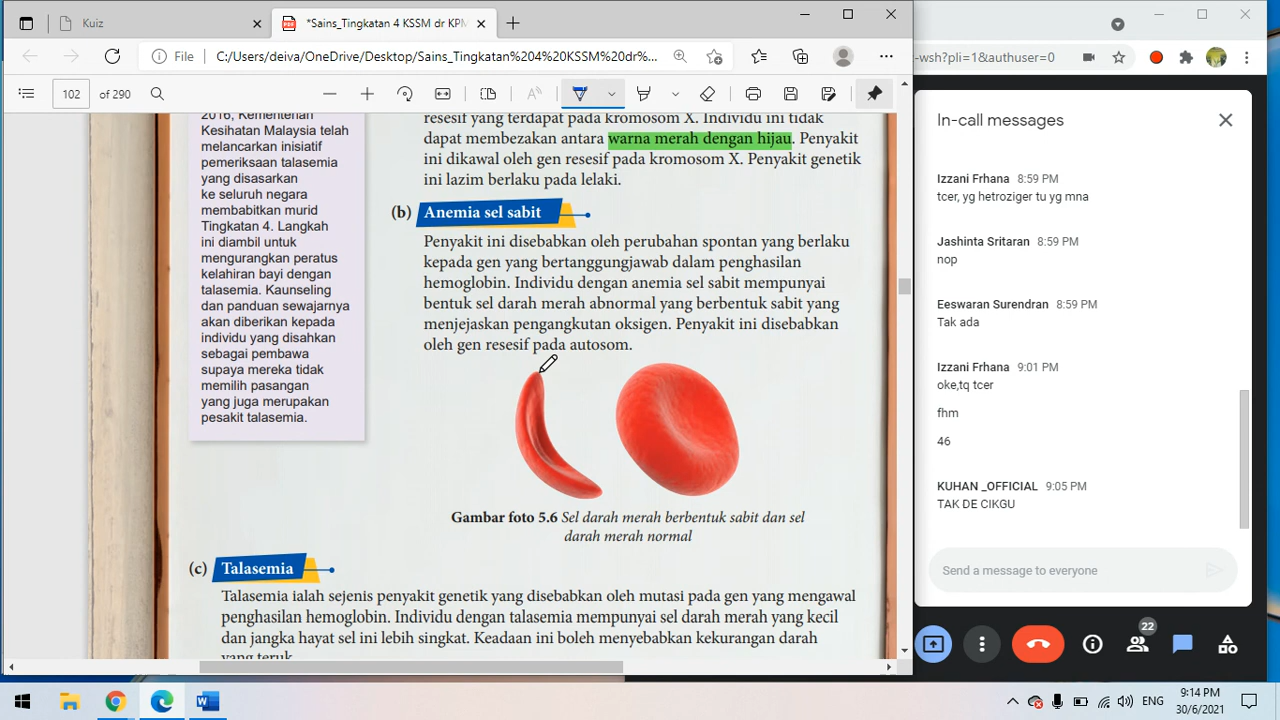 Kuiz
*Sains_Tingkatan 4 KSSM dr KPM
File
C:/Users/deiva/OneDrive/Desktop/Sains_Tingkatan%204%20KSSM%20dr%...
102 of 290
2016, Kementerian
Kesihatan Malaysia telah
melancarkan inisiatif
pemeriksaan talasemia
yang disasarkan
ke seluruh negara
membabitkan murid
Tingkatan 4. Langkah
ini diambil untuk
mengurangkan peratus
kelahiran bayi dengan
talasemia. Kaunseling
dan panduan sewajarnya
akan diberikan kepada
individu yang disahkan
sebagai pembawa
supaya mereka tidak
memilih pasangan
yang juga merupakan
pesakit talasemia.
resesif yang terdapat pada kromosom X. Individu ini tidak
dapat membezakan antara warna merah dengan hijau. Penyakit
ini dikawal oleh gen resesif pada kromosom X. Penyakit genetik
ini lazim berlaku pada lelaki.
(b) Anemia sel sabit
Penyakit ini disebabkan oleh perubahan spontan yang berlaku
kepada gen yang bertanggungjawab dalam penghasilan
hemoglobin. Individu dengan anemia sel sabit mempunyai
bentuk sel darah merah abnormal yang berbentuk sabit yang
menjejaskan pengangkutan oksigen. Penyakit ini disebabkan
oleh gen resesif pada autosom.
Gambar foto 5.6 Sel darah merah berbentuk sabit dan sel
darah merah normal
(c) Talasemia
Talasemia ialah sejenis penyakit genetik yang disebabkan oleh mutasi pada gen yang mengawal
penghasilan hemoglobin. Individu dengan talasemia mempunyai sel darah merah yang kecil
dan jangka hayat sel ini lebih singkat. Keadaan ini boleh menyebabkan kekurangan darah
yang teruk.
-wsh?pli=1&authuser=0
In-call messages
Izzani Frhana 8:59 PM
tcer, yg hetroziger tu yg mna
Jashinta Sritaran 8:59 PM
nop
Eeswaran Surendran 8:59 PM
Tak ada
Izzani Frhana 9:01 PM
oke,tq tcer
fhm
46
KUHAN _OFFICIAL 9:05 PM
TAK DE CIKGU
Send a message to everyone
22
ENG
9:14 PM
30/6/2021